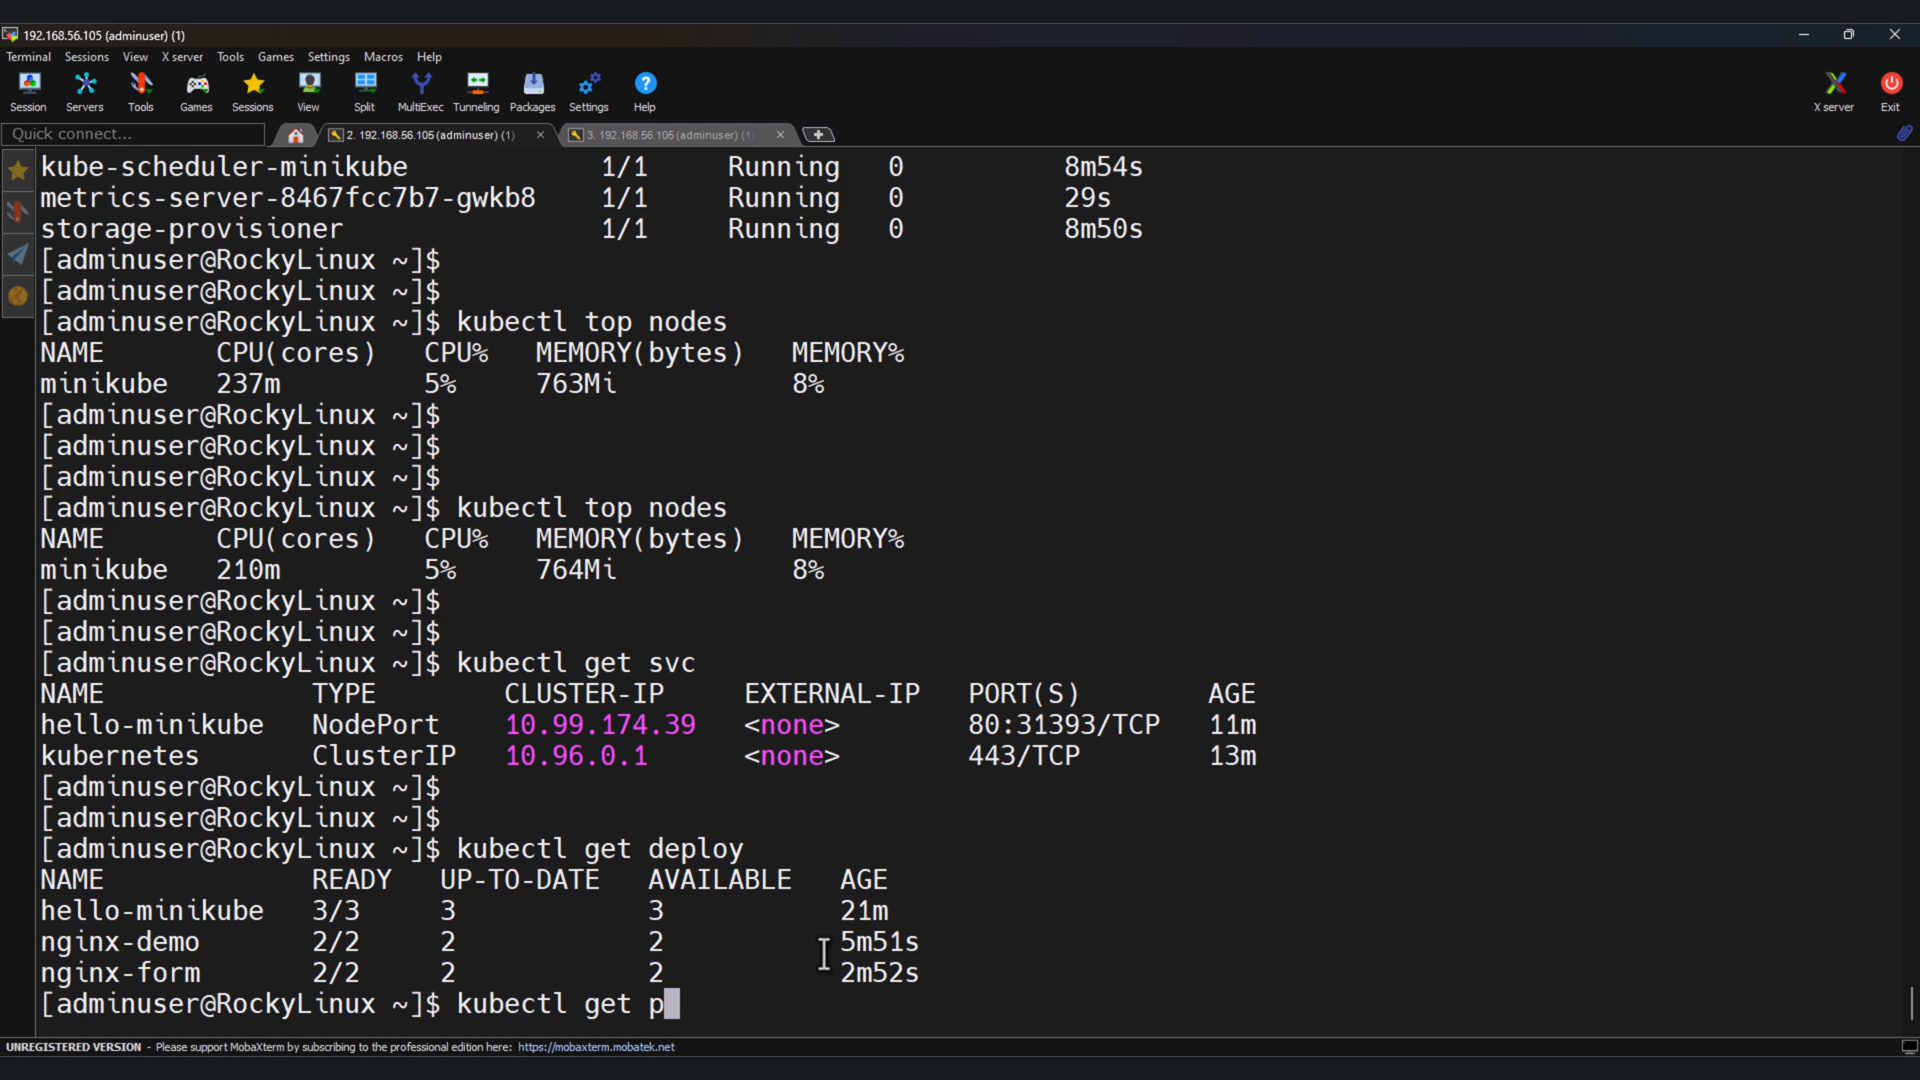 192.168.56.105 (adminuser) (1)
Terminal Sessions View X server Tools Games Settings Macros Help
Session Servers Tools Games Sessions View Split MultiExec Tunneling Packages Settings Help X server Exit
Quick connect... 2. 192.168.56.105 (adminuser) (1) 3. 192.168.56.105 (adminuser) (1)
kube-scheduler-minikube 1/1 Running 0 8m54s
metrics-server-8467fcc7b7-gwkb8 1/1 Running 0 29s
storage-provisioner 1/1 Running 0 8m50s
[adminuser@RockyLinux ~]$
[adminuser@RockyLinux ~]$
[adminuser@RockyLinux ~]$ kubectl top nodes
NAME CPU(cores) CPU% MEMORY(bytes) MEMORY%
minikube 237m 5% 763Mi 8%
[adminuser@RockyLinux ~]$
[adminuser@RockyLinux ~]$
[adminuser@RockyLinux ~]$
[adminuser@RockyLinux ~]$ kubectl top nodes
NAME CPU(cores) CPU% MEMORY(bytes) MEMORY%
minikube 210m 5% 764Mi 8%
[adminuser@RockyLinux ~]$
[adminuser@RockyLinux ~]$
[adminuser@RockyLinux ~]$ kubectl get svc
NAME TYPE CLUSTER-IP EXTERNAL-IP PORT(S) AGE
hello-minikube NodePort 10.99.174.39 <none> 80:31393/TCP 11m
kubernetes ClusterIP 10.96.0.1 <none> 443/TCP 13m
[adminuser@RockyLinux ~]$
[adminuser@RockyLinux ~]$
[adminuser@RockyLinux ~]$ kubectl get deploy
NAME READY UP-TO-DATE AVAILABLE AGE
hello-minikube 3/3 3 3 21m
nginx-demo 2/2 2 2 5m51s
nginx-form 2/2 2 2 2m52s
[adminuser@RockyLinux ~]$ kubectl get p
UNREGISTERED VERSION - Please support MobaXterm by subscribing to the professional edition here: https://mobaxterm.mobatek.net